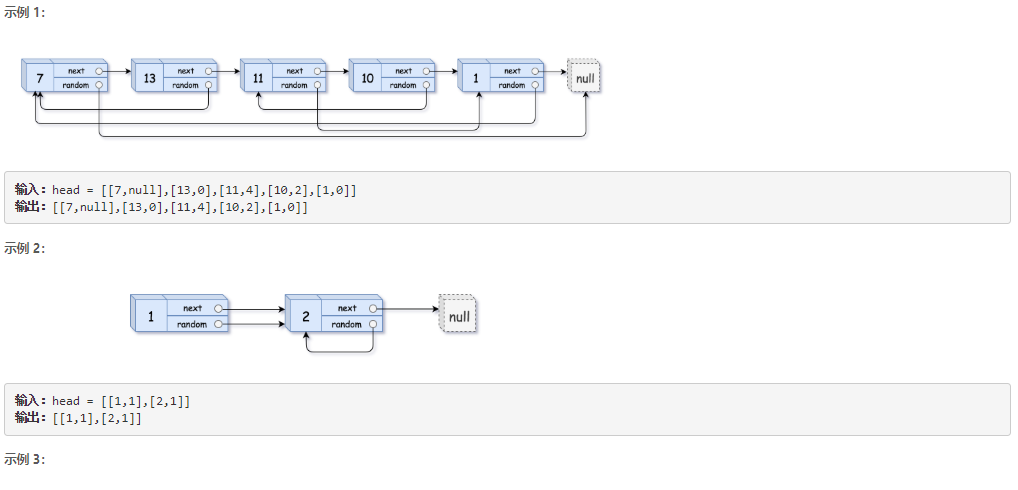 示例 1：
7 next 13 next 11 next 10 next 1 next null
random random random random random
输入：head = [[7,null],[13,0],[11,4],[10,2],[1,0]]
输出：[[7,null],[13,0],[11,4],[10,2],[1,0]]
示例 2：
1 next 2 next null
random random
输入：head = [[1,1],[2,1]]
输出：[[1,1],[2,1]]
示例 3：